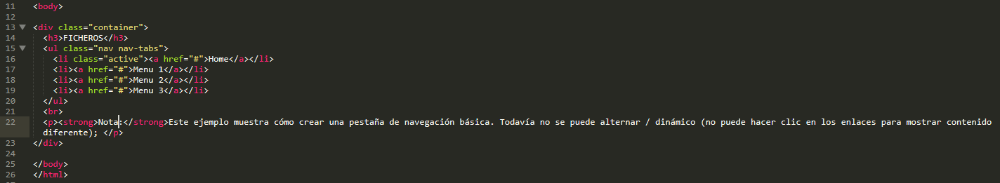 11 <body>
12
13 <div class="container">
14 <h3>FICHEROS</h3>
15 <ul class="nav nav-tabs">
16 <li class="active"><a href="#">Home</a></li>
17 <li><a href="#">Menu 1</a></li>
18 <li><a href="#">Menu 2</a></li>
19 <li><a href="#">Menu 3</a></li>
20 </ul>
21 <br>
22 <p><strong>Nota:</strong>Este ejemplo muestra cómo crear una pestaña de navegación básica. Todavía no se puede alternar / dinámico (no puede hacer clic en los enlaces para mostrar contenido
diferente); </p>
23 </div>
24
25 </body>
26 </html>